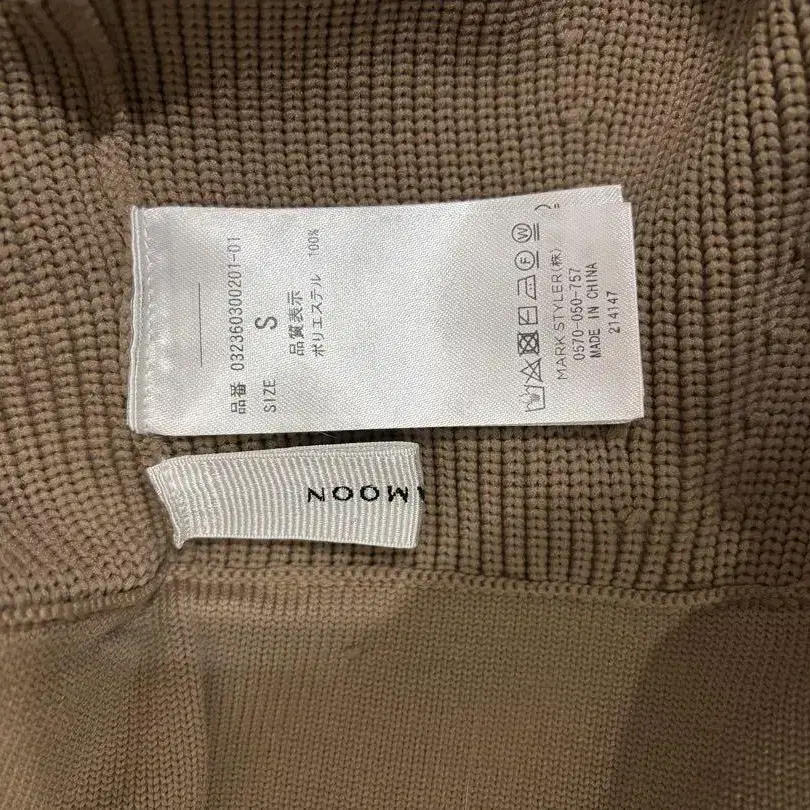 品番 032360300201-01
SIZE S
品質表示
ポリエステル 100%
MARK STYLER(株)
0570-050-757
MADE IN CHINA
214147
MOON